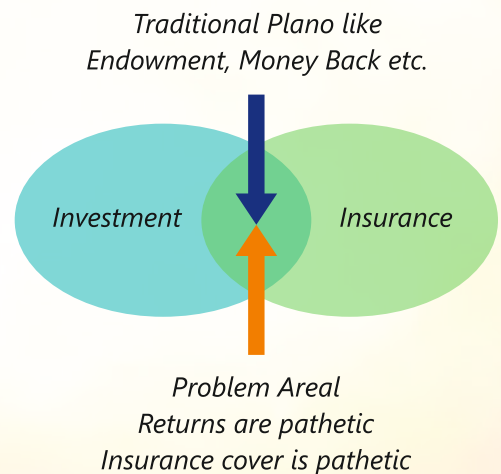 Traditional Plano like
Endowment, Money Back etc.
Investment
Insurance
Problem Areal
Returns are pathetic
Insurance cover is pathetic